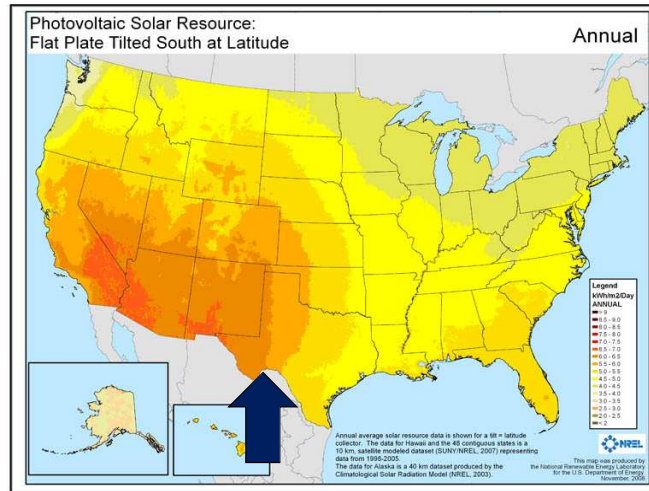 Photovoltaic Solar Resource:
Flat Plate Tilted South at Latitude
Annual
Legend
kWh/m2/Day
ANNUAL
> 9
8.5 - 9.0
8.0 - 8.5
7.5 - 8.0
7.0 - 7.5
6.5 - 7.0
6.0 - 6.5
5.5 - 6.0
5.0 - 5.5
4.5 - 5.0
4.0 - 4.5
3.5 - 4.0
3.0 - 3.5
2.5 - 3.0
2.0 - 2.5
< 2
Annual average solar resource data is shown for a tilt = latitude
collector. The data for Hawaii and the 48 contiguous states is a
10 km, satellite modeled dataset (SUNY/NREL, 2007) representing
data from 1998-2005.
The data for Alaska is a 40 km dataset produced by the
Climatological Solar Radiation Model (NREL, 2003).
NREL
This map was produced by
the National Renewable Energy Laboratory
for the U.S. Department of Energy.
November, 2008